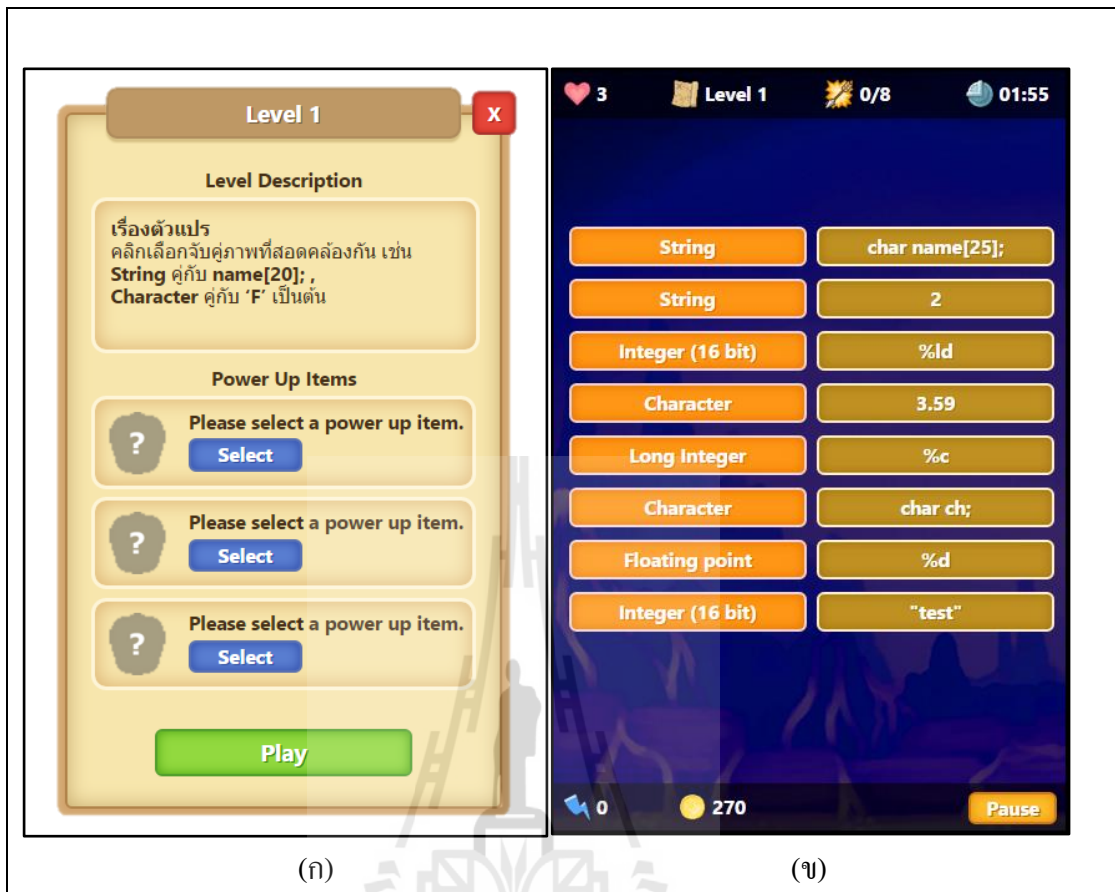 Level 1
X
Level Description
เรื่องตัวแปร
คลิกเลือกจับคู่ภาพที่สอดคล้องกัน เช่น
String คู่กับ name[20]; ,
Character คู่กับ ‘F’ เป็นต้น
Power Up Items
?
Please select a power up item.
Select
?
Please select a power up item.
Select
?
Please select a power up item.
Select
Play
(ก)
3 Level 1 0/8 01:55
String char name[25];
String 2
Integer (16 bit) %ld
Character 3.59
Long Integer %c
Character char ch;
Floating point %d
Integer (16 bit) "test"
0 270 Pause
(ข)